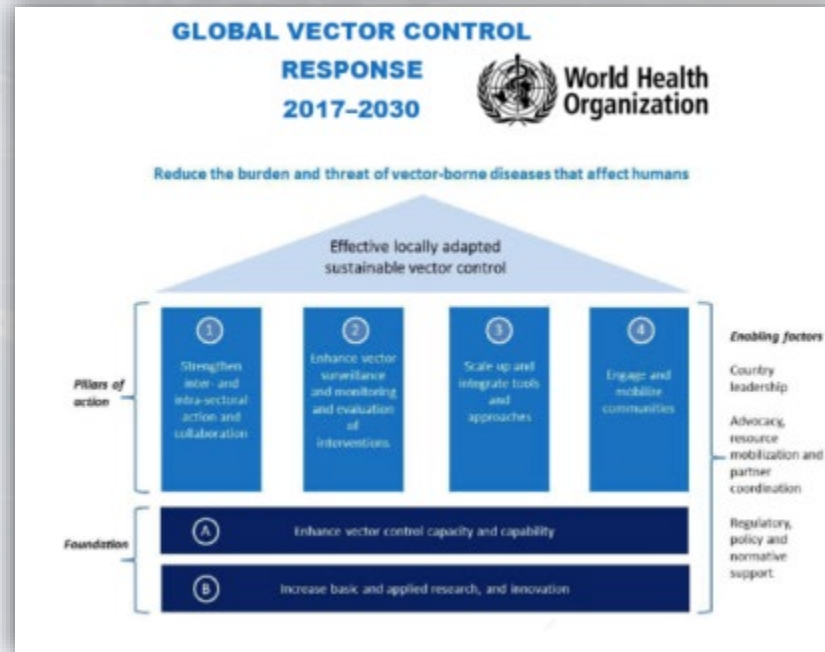 GLOBAL VECTOR CONTROL
RESPONSE
2017–2030
World Health
Organization
Reduce the burden and threat of vector-borne diseases that affect humans
Effective locally adapted
sustainable vector control
Pillars of
action
1
Strengthen
inter- and
intra-sectoral
action and
collaboration
2
Enhance vector
surveillance
and monitoring
and evaluation
of
interventions
3
Scale up and
integrate tools
and
approaches
4
Engage and
mobilize
communities
Enabling factors
Country
leadership
Advocacy,
resource
mobilization and
partner
coordination
Regulatory,
policy and
normative
support
Foundation
A
Enhance vector control capacity and capability
B
Increase basic and applied research, and innovation